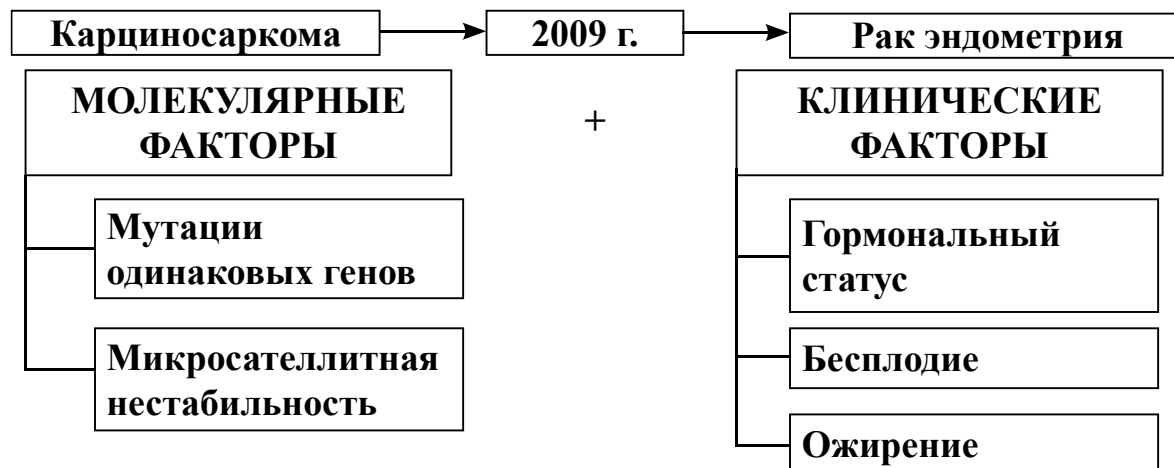 Карциносаркома
2009 г.
Рак эндометрия
МОЛЕКУЛЯРНЫЕ
ФАКТОРЫ
+
КЛИНИЧЕСКИЕ
ФАКТОРЫ
Мутации
одинаковых генов
Микросателлитная
нестабильность
Гормональный
статус
Бесплодие
Ожирение